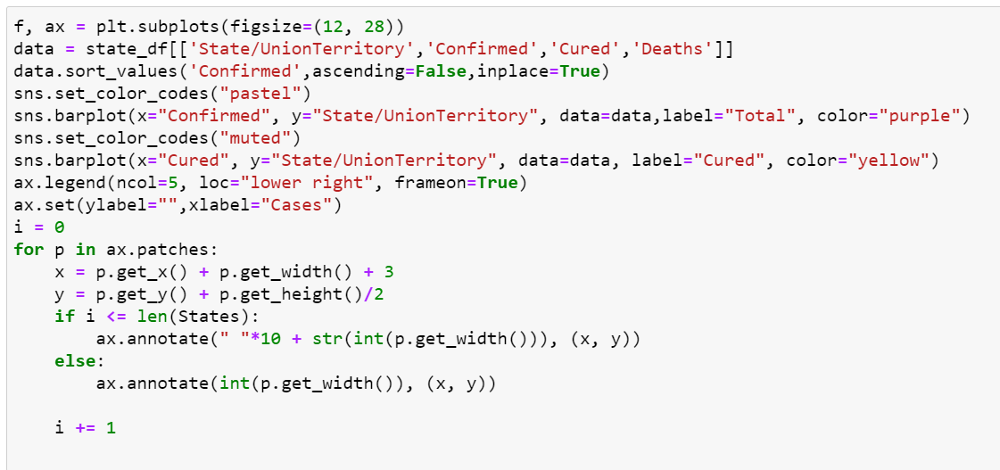 f, ax = plt.subplots(figsize=(12, 28))
data = state_df[['State/UnionTerritory','Confirmed','Cured','Deaths']]
data.sort_values('Confirmed',ascending=False,inplace=True)
sns.set_color_codes("pastel")
sns.barplot(x="Confirmed", y="State/UnionTerritory", data=data,label="Total", color="purple")
sns.set_color_codes("muted")
sns.barplot(x="Cured", y="State/UnionTerritory", data=data, label="Cured", color="yellow")
ax.legend(ncol=5, loc="lower right", frameon=True)
ax.set(ylabel="",xlabel="Cases")
i = 0
for p in ax.patches:
    x = p.get_x() + p.get_width() + 3
    y = p.get_y() + p.get_height()/2
    if i <= len(States):
        ax.annotate(" "*10 + str(int(p.get_width())), (x, y))
    else:
        ax.annotate(int(p.get_width()), (x, y))
    i += 1